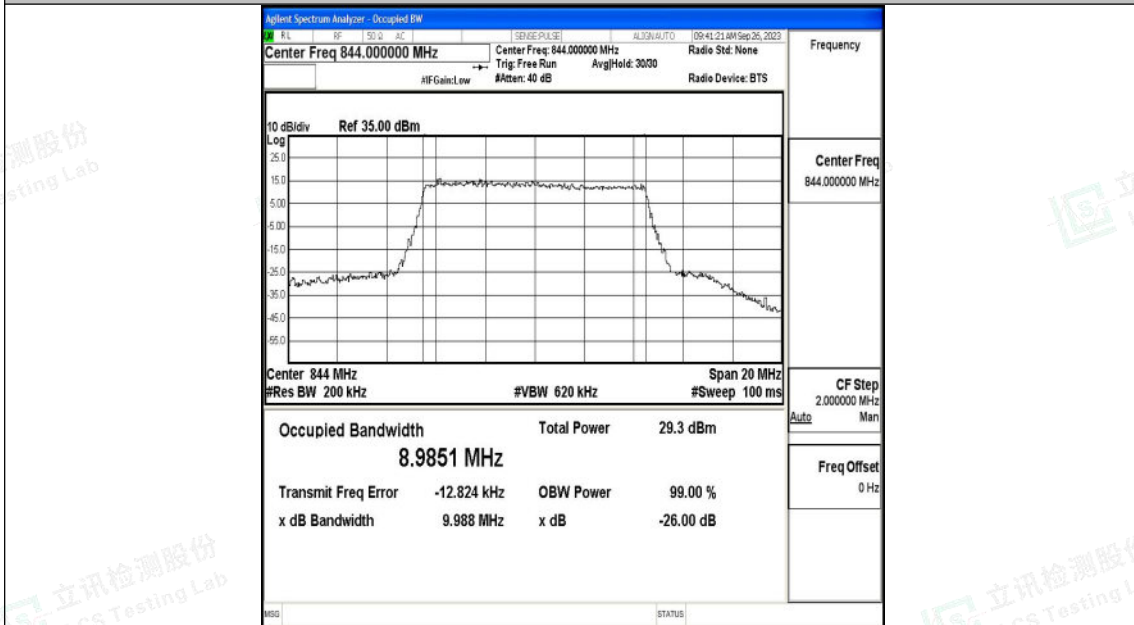 Agilent Spectrum Analyzer - Occupied BW
RL RF 50 Ω AC SENSE:PULSE ALIGNAUTO 09:41:21 AM Sep 26, 2023
Center Freq 844.000000 MHz
Center Freq: 844.000000 MHz
Radio Std: None
Trig: Free Run Avg|Hold: 30/30
#IFGain:Low
#Atten: 40 dB
Radio Device: BTS
10 dB/div Ref 35.00 dBm
Log
25.0
15.0
5.00
-5.00
-15.0
-25.0
-35.0
-45.0
-55.0
Center 844 MHz Span 20 MHz
#Res BW 200 kHz #VBW 620 kHz #Sweep 100 ms
Occupied Bandwidth Total Power 29.3 dBm
8.9851 MHz
Transmit Freq Error -12.824 kHz OBW Power 99.00 %
x dB Bandwidth 9.988 MHz x dB -26.00 dB
MSG STATUS
Frequency
Center Freq
844.000000 MHz
CF Step
2.000000 MHz
Auto Man
Freq Offset
0 Hz
测股份
sting Lab
立讯检测股份
CS Testing Lab
立讯检测股份
CS Testing L